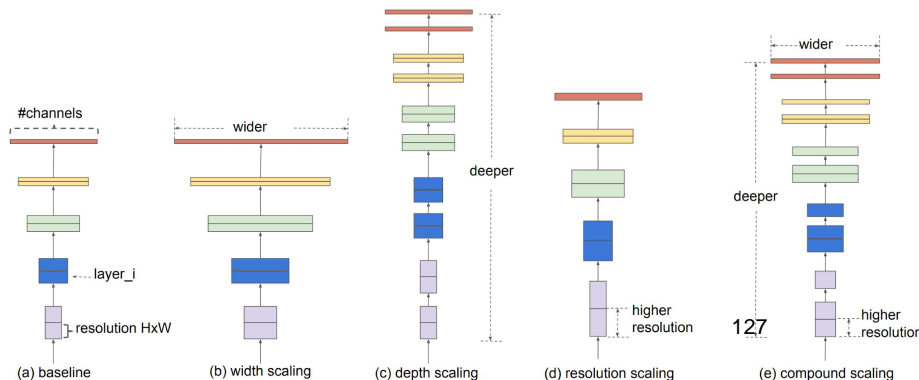 #channels
layer_i
resolution HxW
(a) baseline
wider
(b) width scaling
deeper
(c) depth scaling
higher
resolution
(d) resolution scaling
wider
deeper
127
higher
resolution
(e) compound scaling